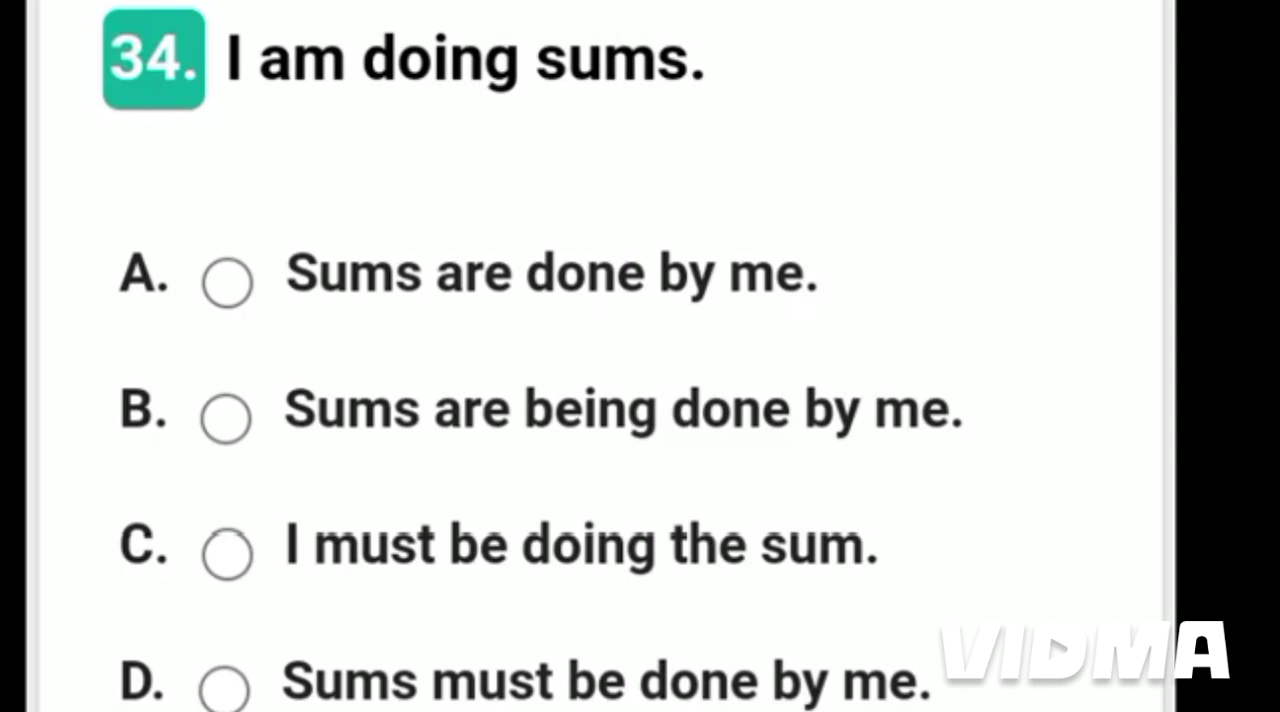 34. I am doing sums.
A. Sums are done by me.
B. Sums are being done by me.
C. I must be doing the sum.
D. Sums must be done by me.
VIDMA